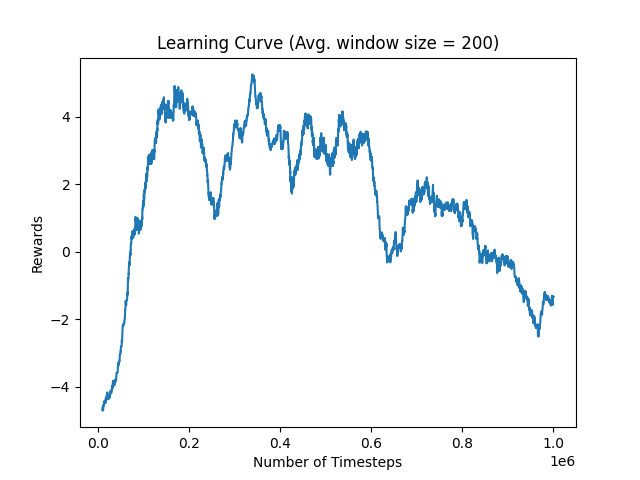 Learning Curve (Avg. window size = 200)
Rewards
4
2
0
−2
−4
0.0 0.2 0.4 0.6 0.8 1.0
1e6
Number of Timesteps